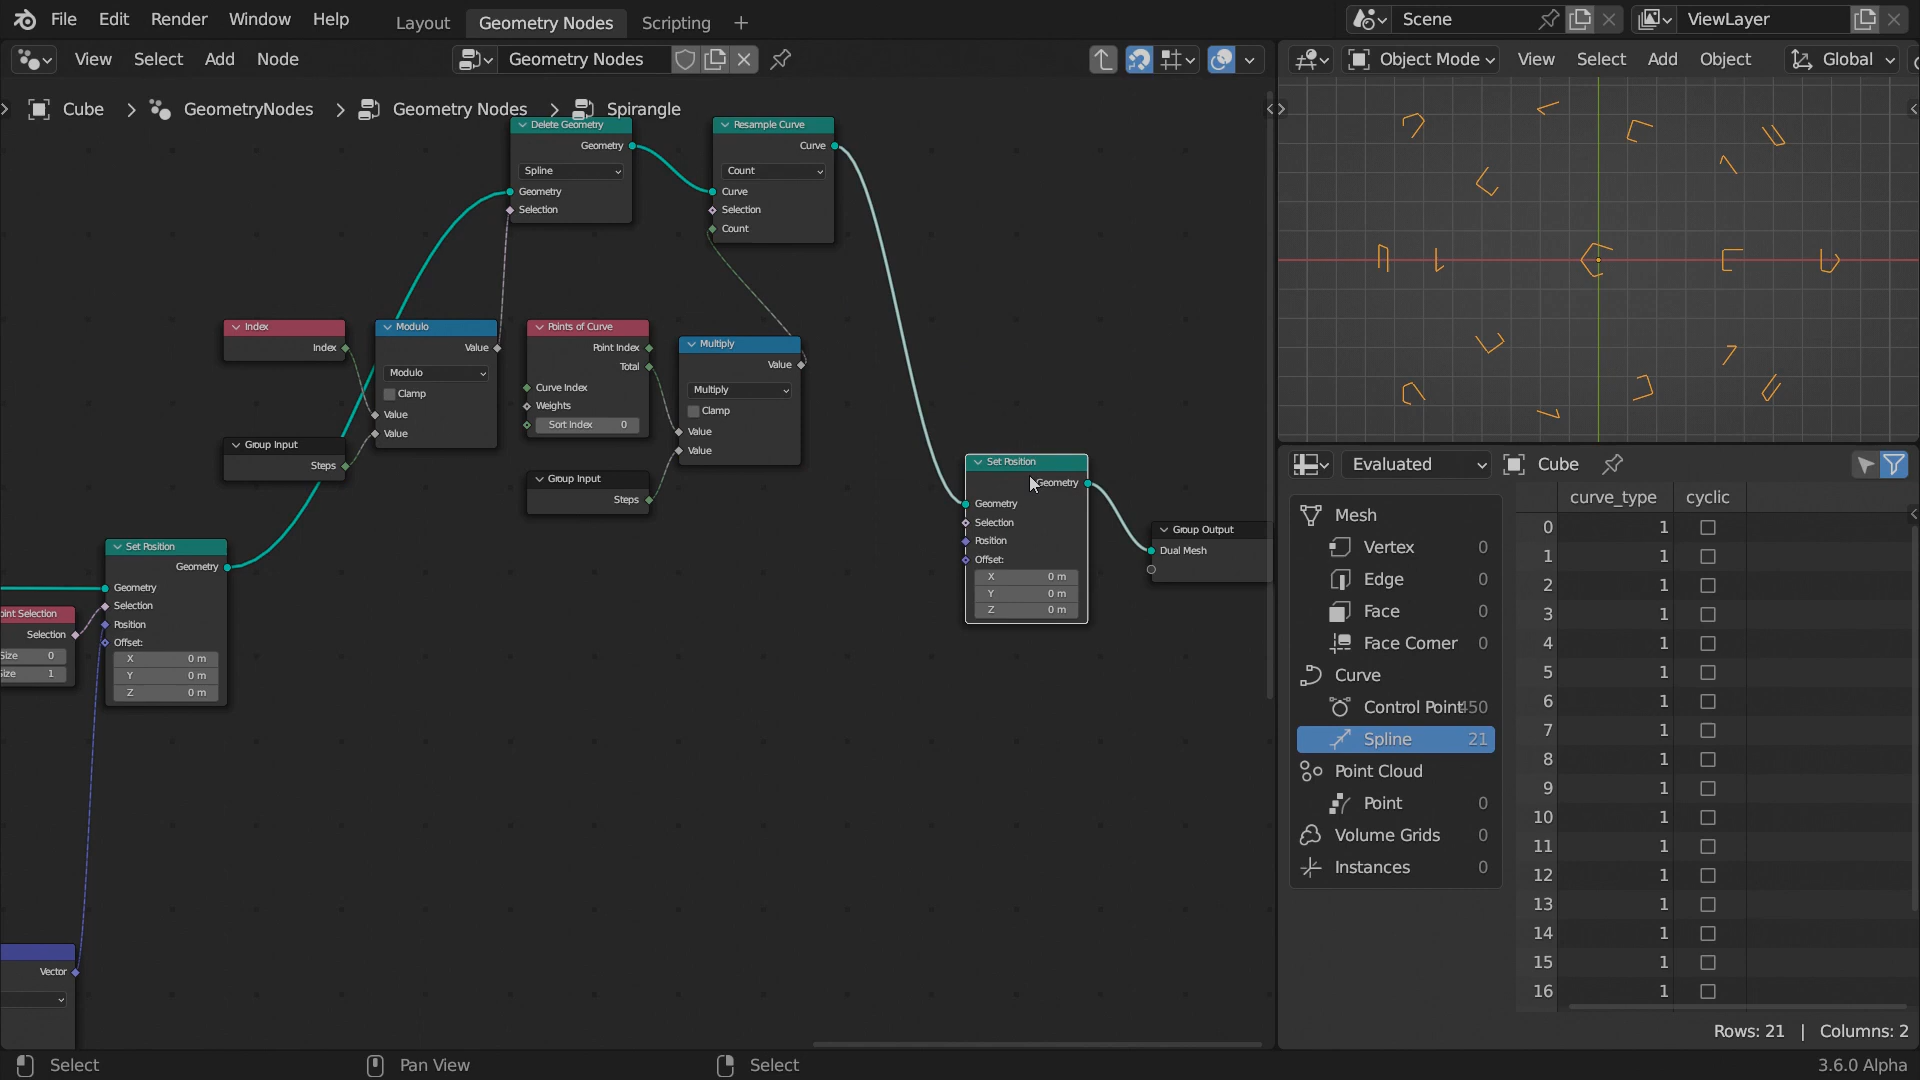 File Edit Render Window Help Layout Geometry Nodes Scripting + Scene ViewLayer
View Select Add Node Geometry Nodes Object Mode View Select Add Object Global
Cube > GeometryNodes > Geometry Nodes > Spirangle
Delete Geometry
Geometry
Spline
Geometry
Selection
Resample Curve
Curve
Count
Curve
Selection
Count
Index
Index
Modulo
Value
Modulo
Clamp
Value
Value
Group Input
Steps
Points of Curve
Point Index
Total
Curve Index
Weights
Sort Index 0
Multiply
Value
Multiply
Clamp
Value
Value
Group Input
Steps
Set Position
Geometry
Geometry
Selection
Position
Offset:
X 0 m
Y 0 m
Z 0 m
Group Output
Dual Mesh
Set Position
Geometry
Geometry
Selection
Position
Offset:
X 0 m
Y 0 m
Z 0 m
oint Selection
Selection
Size 0
Size 1
Vector
Evaluated Cube
Mesh
Vertex 0
Edge 0
Face 0
Face Corner 0
Curve
Control Point 450
Spline 21
Point Cloud
Point 0
Volume Grids 0
Instances 0
curve_type cyclic
0 1
1 1
2 1
3 1
4 1
5 1
6 1
7 1
8 1
9 1
10 1
11 1
12 1
13 1
14 1
15 1
16 1
Rows: 21 | Columns: 2
Select Pan View Select 3.6.0 Alpha